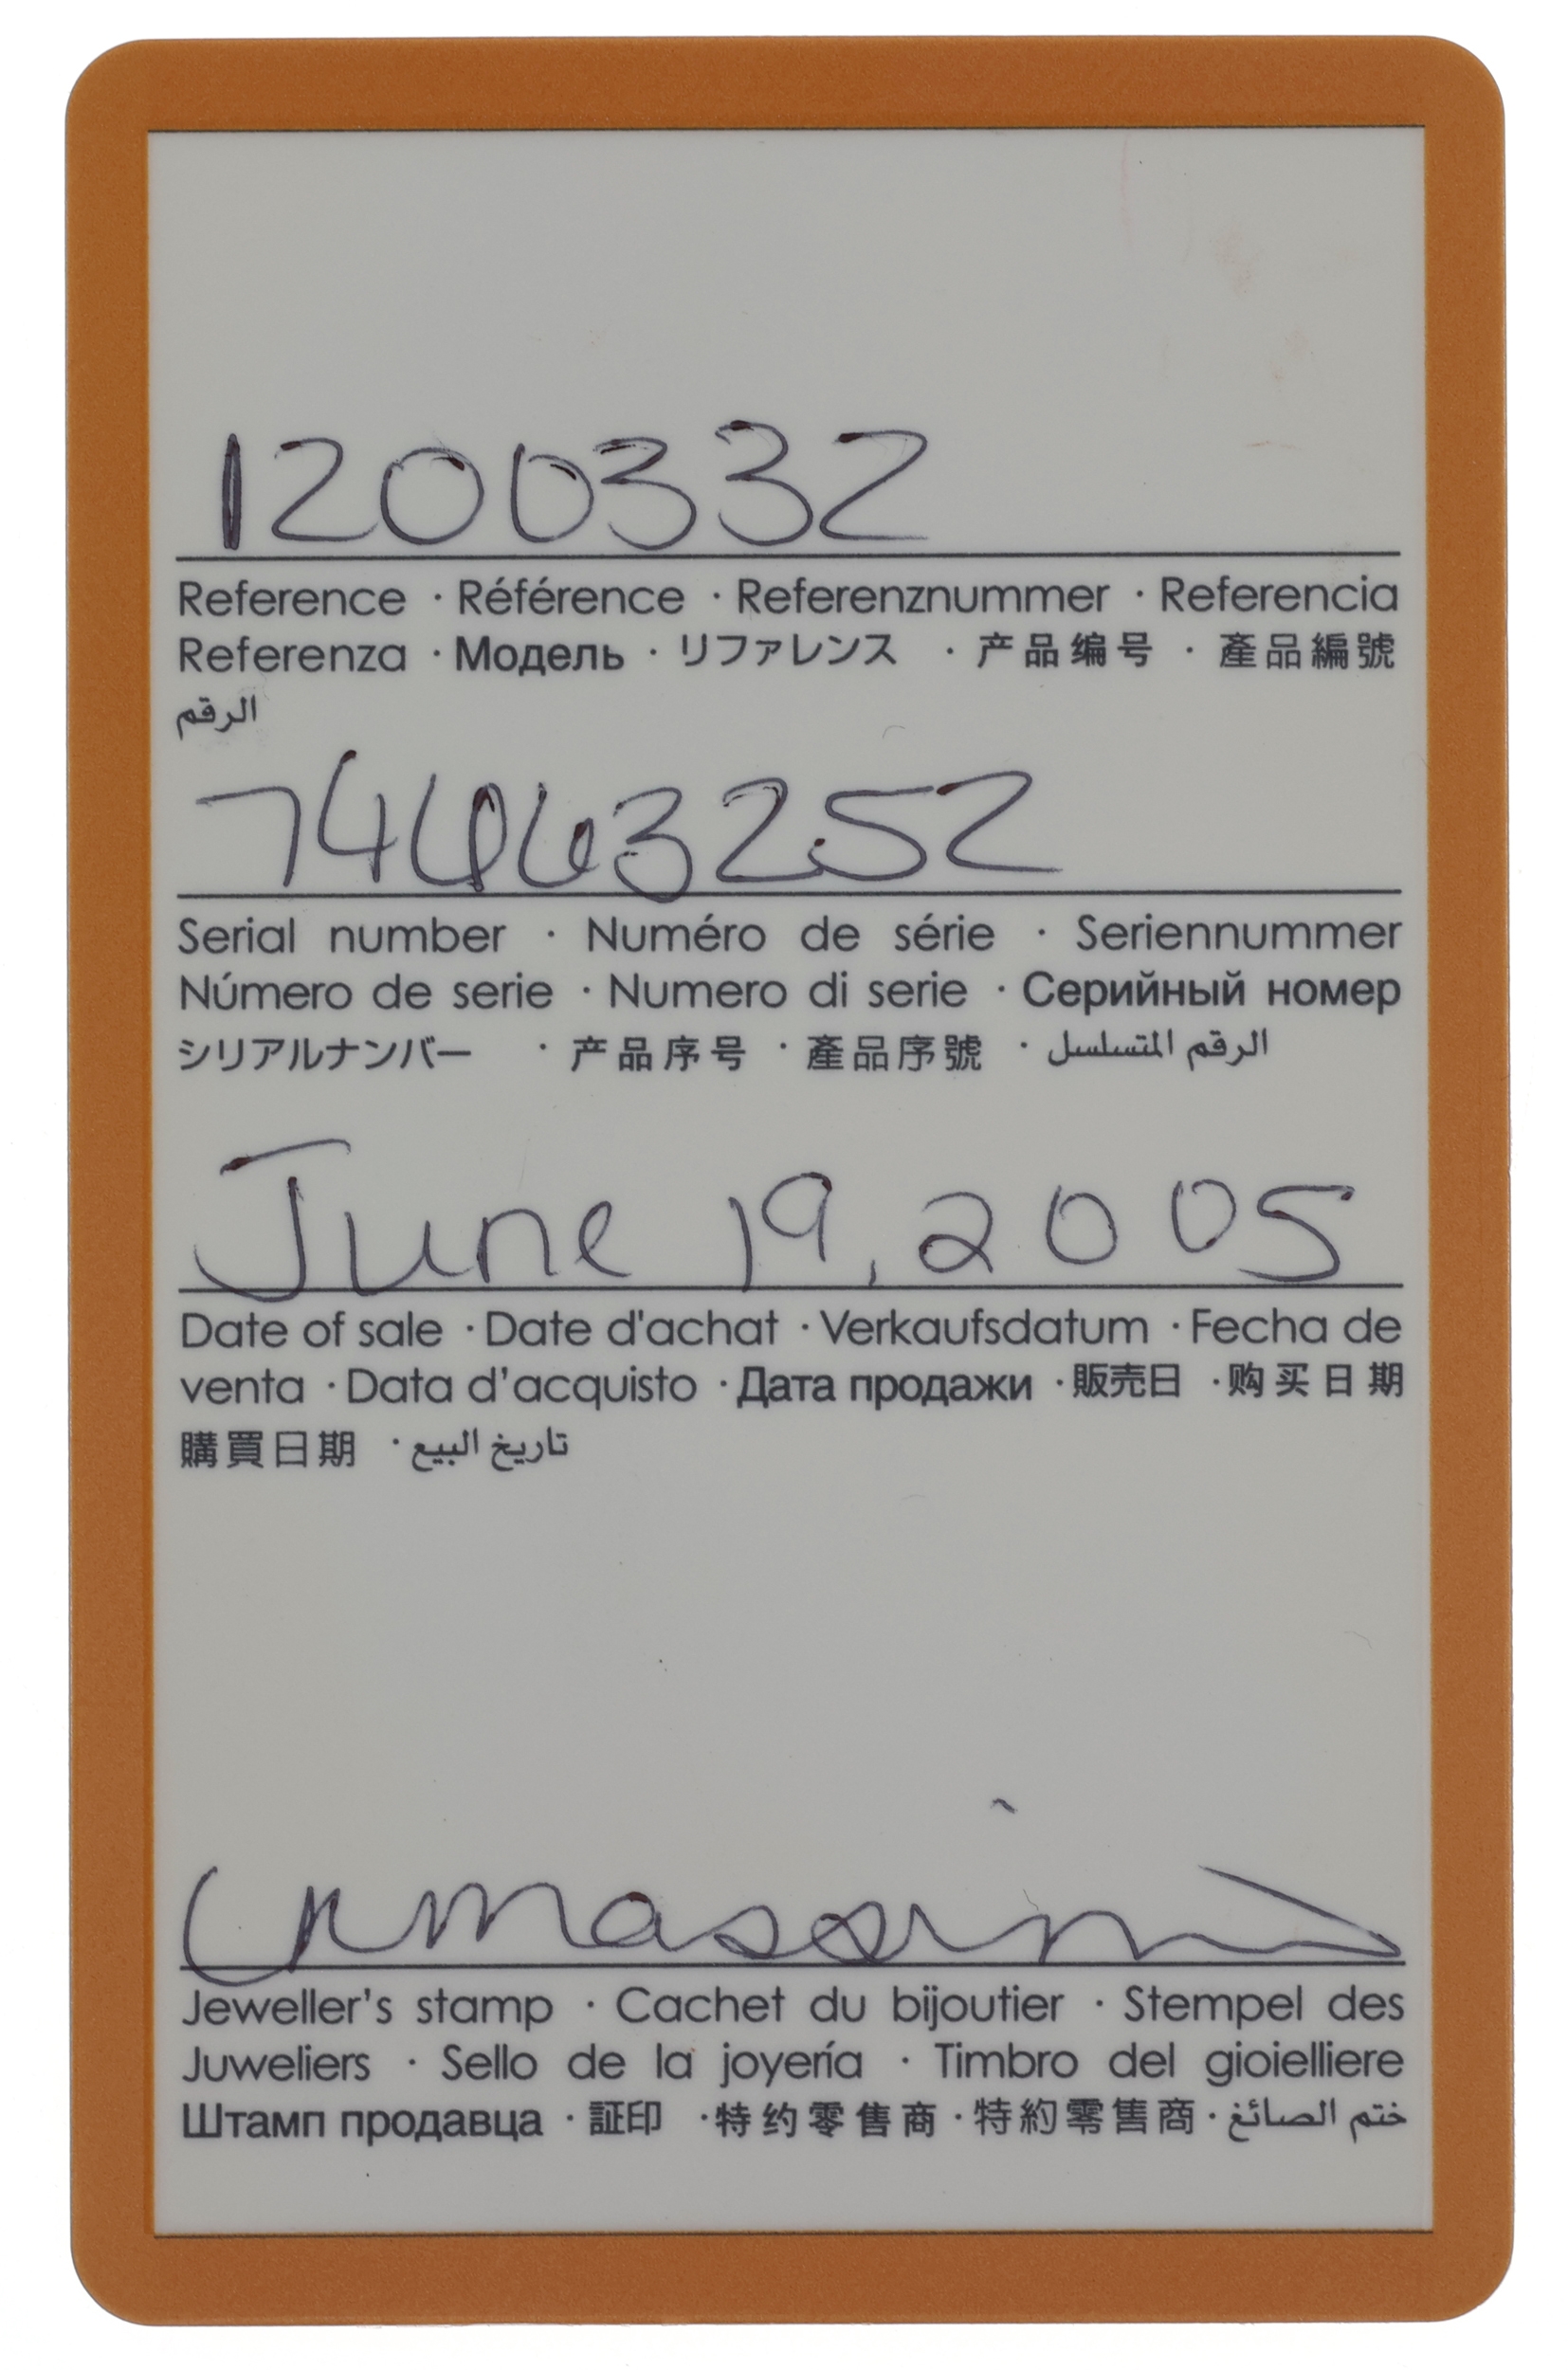 1200332
Reference · Référence · Referenznummer · Referencia
Referenza · Модель · リファレンス · 产品编号 · 產品編號
الرقم
74663252
Serial number · Numéro de série · Seriennummer
Número de serie · Numero di serie · Серийный номер
シリアルナンバー · 产品序号 · 產品序號 · الرقم المتسلسل
June 19, 2005
Date of sale · Date d'achat · Verkaufsdatum · Fecha de
venta · Data d’acquisto · Дата продажи · 販売日 · 购买日期
購買日期 · تاريخ البيع
Jeweller’s stamp · Cachet du bijoutier · Stempel des
Juweliers · Sello de la joyería · Timbro del gioielliere
Штамп продавца · 証印 · 特约零售商 · 特約零售商 · ختم الصائغ